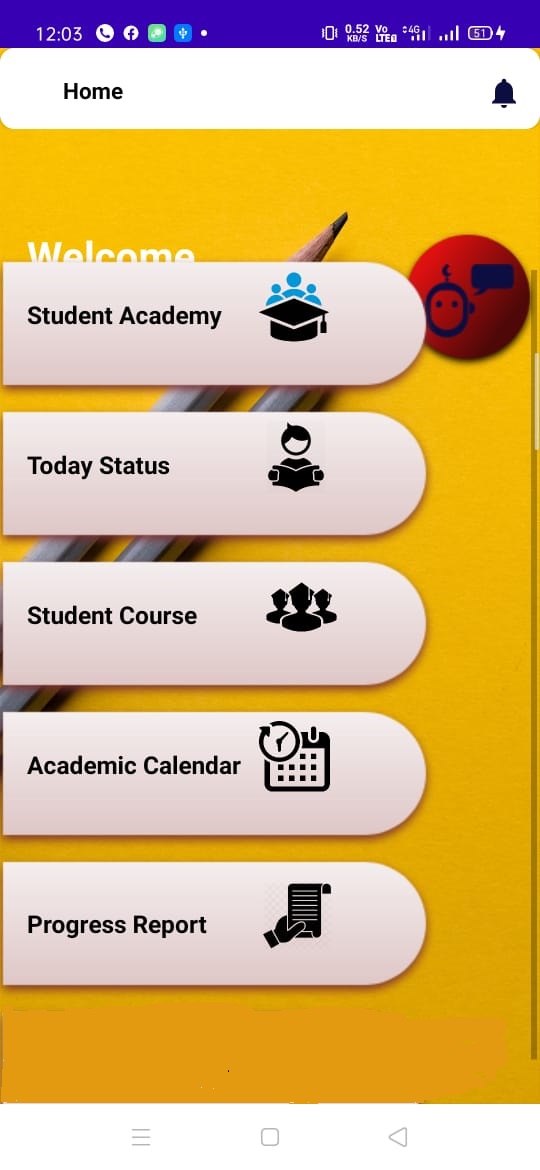 12:03
0.52 KB/S Vo LTE 4G 51
Home
Welcome
Student Academy
Today Status
Student Course
Academic Calendar
Progress Report